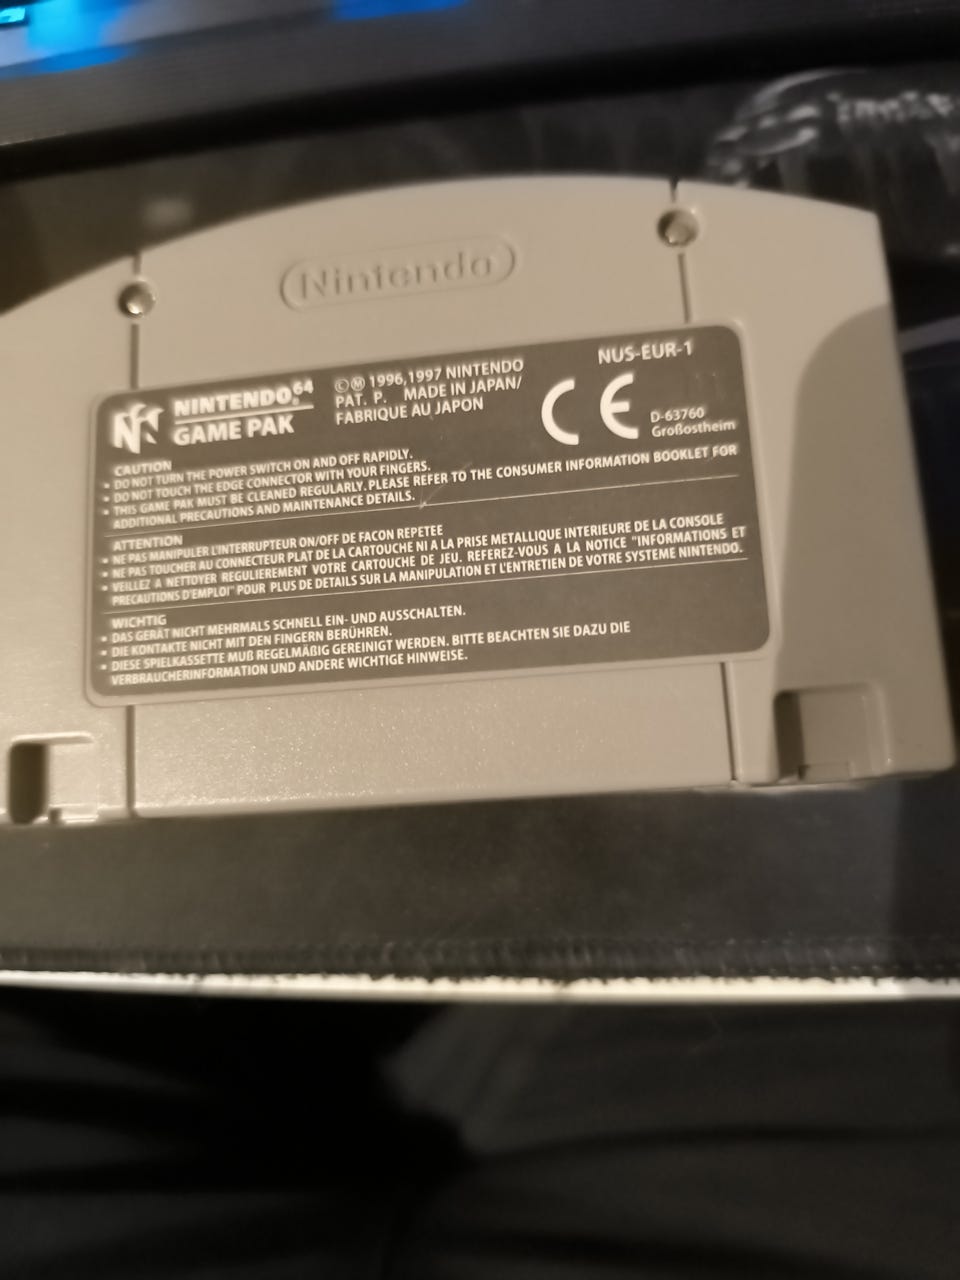 Nintendo
NINTENDO 64
GAME PAK
©Ⓜ 1996,1997 NINTENDO
PAT. P. MADE IN JAPAN/
FABRIQUE AU JAPON
NUS-EUR-1
CE
D-63760
Großostheim
CAUTION
• DO NOT TURN THE POWER SWITCH ON AND OFF RAPIDLY.
• DO NOT TOUCH THE EDGE CONNECTOR WITH YOUR FINGERS.
• THIS GAME PAK MUST BE CLEANED REGULARLY. PLEASE REFER TO THE CONSUMER INFORMATION BOOKLET FOR
ADDITIONAL PRECAUTIONS AND MAINTENANCE DETAILS.
ATTENTION
• NE PAS MANIPULER L'INTERRUPTEUR ON/OFF DE FACON REPETEE
• NE PAS TOUCHER AU CONNECTEUR PLAT DE LA CARTOUCHE NI A LA PRISE METALLIQUE INTERIEURE DE LA CONSOLE
• VEILLEZ A NETTOYER REGULIEREMENT VOTRE CARTOUCHE DE JEU. REFEREZ-VOUS A LA NOTICE "INFORMATIONS ET
PRECAUTIONS D'EMPLOI" POUR PLUS DE DETAILS SUR LA MANIPULATION ET L'ENTRETIEN DE VOTRE SYSTEME NINTENDO.
WICHTIG
• DAS GERÄT NICHT MEHRMALS SCHNELL EIN- UND AUSSCHALTEN.
• DIE KONTAKTE NICHT MIT DEN FINGERN BERÜHREN.
• DIESE SPIELKASSETTE MUß REGELMÄßIG GEREINIGT WERDEN. BITTE BEACHTEN SIE DAZU DIE
VERBRAUCHERINFORMATION UND ANDERE WICHTIGE HINWEISE.